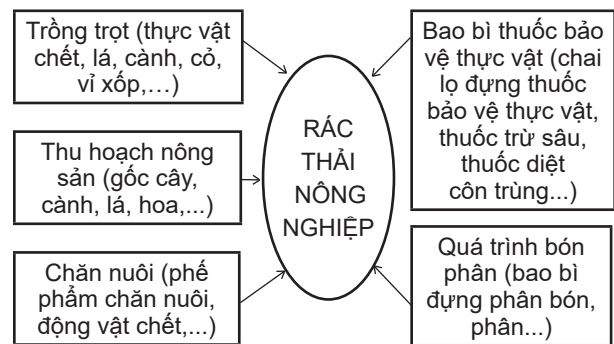 Trồng trọt (thực vật
chết, lá, cành, cỏ,
vỉ xốp,…)
Thu hoạch nông
sản (gốc cây,
cành, lá, hoa,...)
Chăn nuôi (phế
phẩm chăn nuôi,
động vật chết,...)
RÁC
THẢI
NÔNG
NGHIỆP
Bao bì thuốc bảo
vệ thực vật (chai
lọ đựng thuốc
bảo vệ thực vật,
thuốc trừ sâu,
thuốc diệt
côn trùng...)
Quá trình bón
phân (bao bì
đựng phân bón,
phân...)